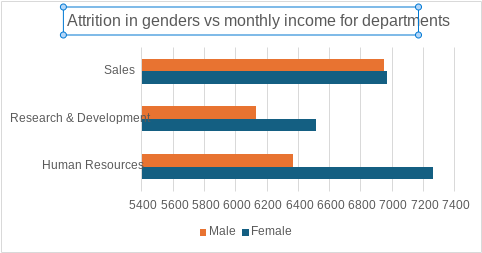 Attrition in genders vs monthly income for departments
Sales
Research & Development
Human Resources
5400 5600 5800 6000 6200 6400 6600 6800 7000 7200 7400
Male Female